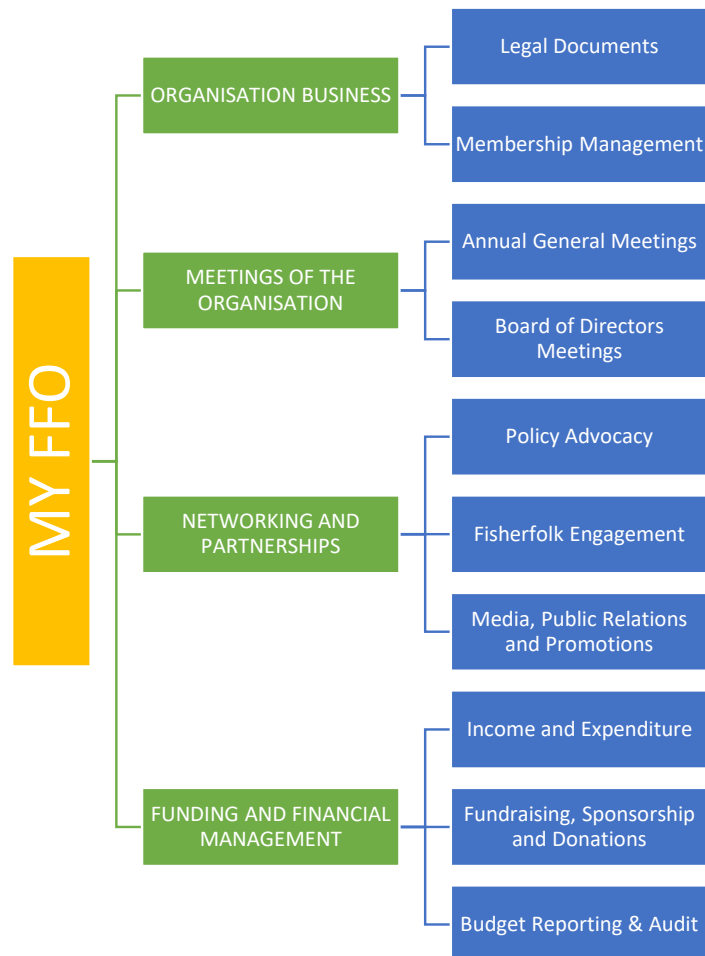 MY FFO
ORGANISATION BUSINESS
Legal Documents
Membership Management
MEETINGS OF THE
ORGANISATION
Annual General Meetings
Board of Directors
Meetings
NETWORKING AND
PARTNERSHIPS
Policy Advocacy
Fisherfolk Engagement
Media, Public Relations
and Promotions
FUNDING AND FINANCIAL
MANAGEMENT
Income and Expenditure
Fundraising, Sponsorship
and Donations
Budget Reporting & Audit